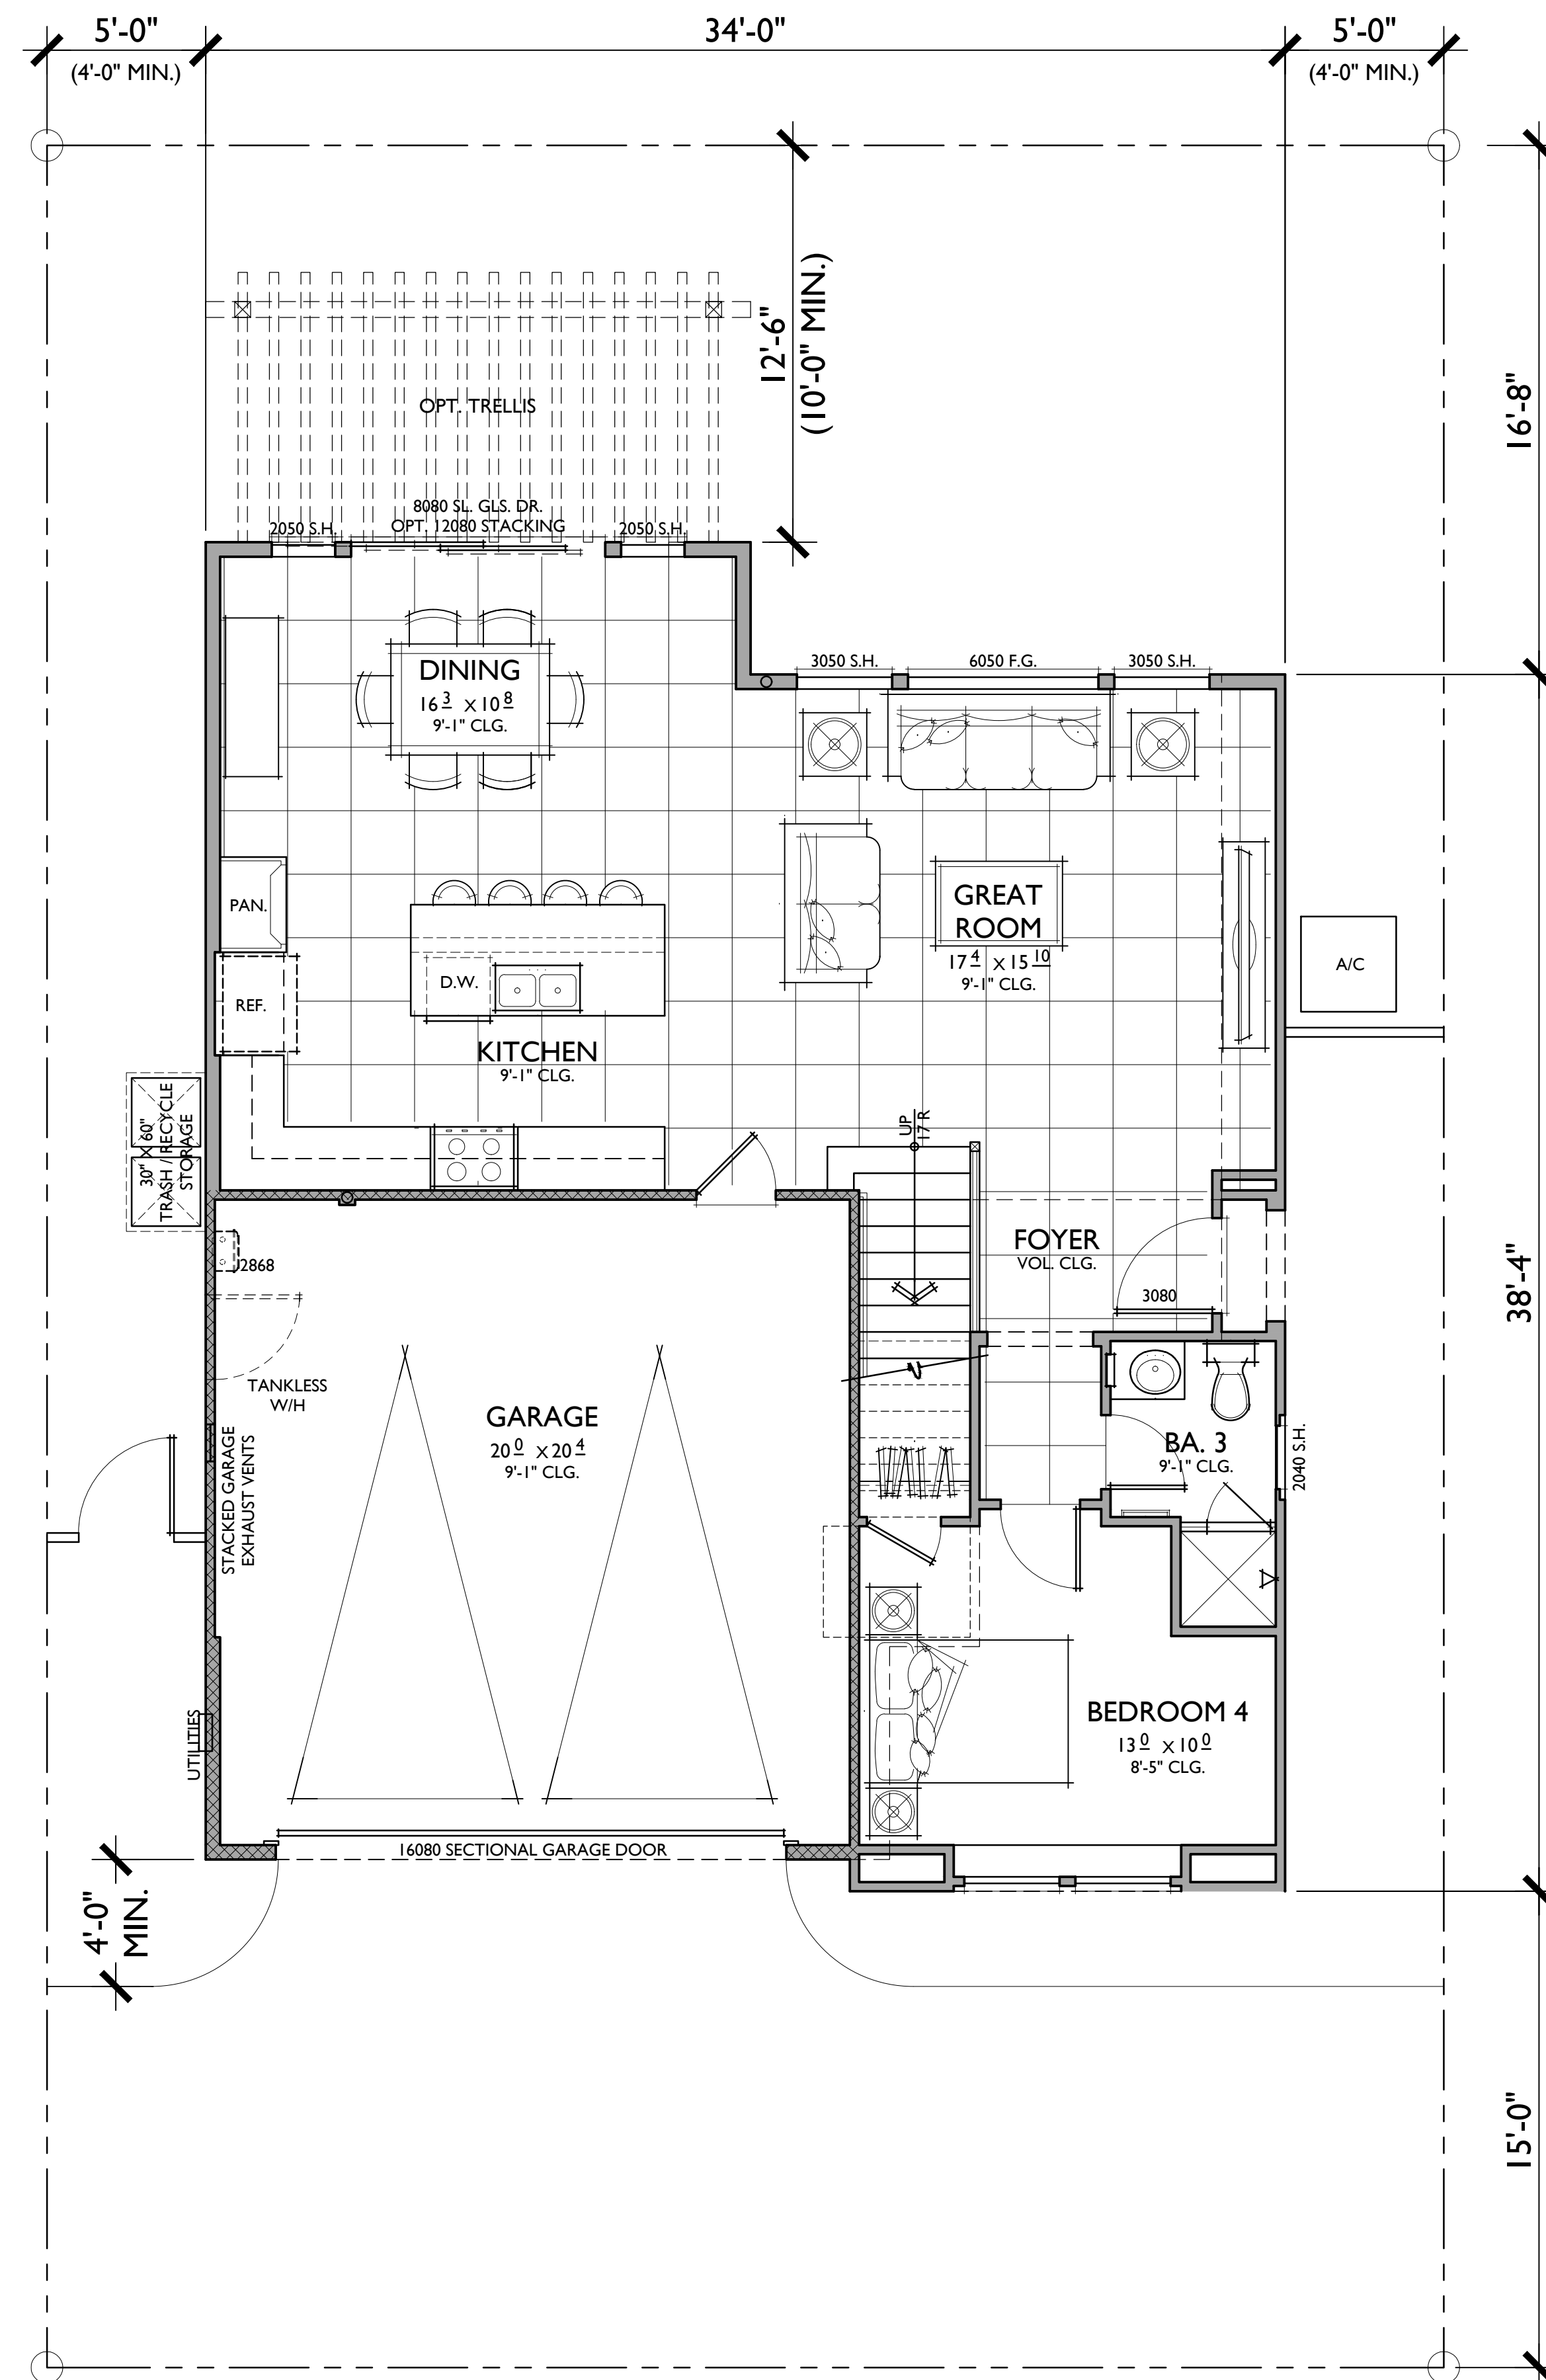 5'-0"
34'-0"
5'-0"
(4'-0" MIN.)
(4'-0" MIN.)
12'-6"
(10'-0" MIN.)
16'-8"
OPT. TRELLIS
8080 SL. GLS. DR.
2050 S.H.
OPT. 12080 STACKING
2050 S.H.
DINING
16 3 X 10 8
9'-1" CLG.
3050 S.H.
6050 F.G.
3050 S.H.
PAN.
GREAT
ROOM
17 4 X 15 10
9'-1" CLG.
A/C
D.W.
REF.
KITCHEN
9'-1" CLG.
30" X 60"
TRASH / RECYCLE
STORAGE
UP
17R
FOYER
VOL. CLG.
3080
2868
38'-4"
TANKLESS
W/H
GARAGE
20 0 X 20 4
9'-1" CLG.
STACKED GARAGE
EXHAUST VENTS
BA. 3
9'-1" CLG.
2040 S.H.
UTILITIES
BEDROOM 4
13 0 X 10 0
8'-5" CLG.
16080 SECTIONAL GARAGE DOOR
4'-0"
MIN.
15'-0"